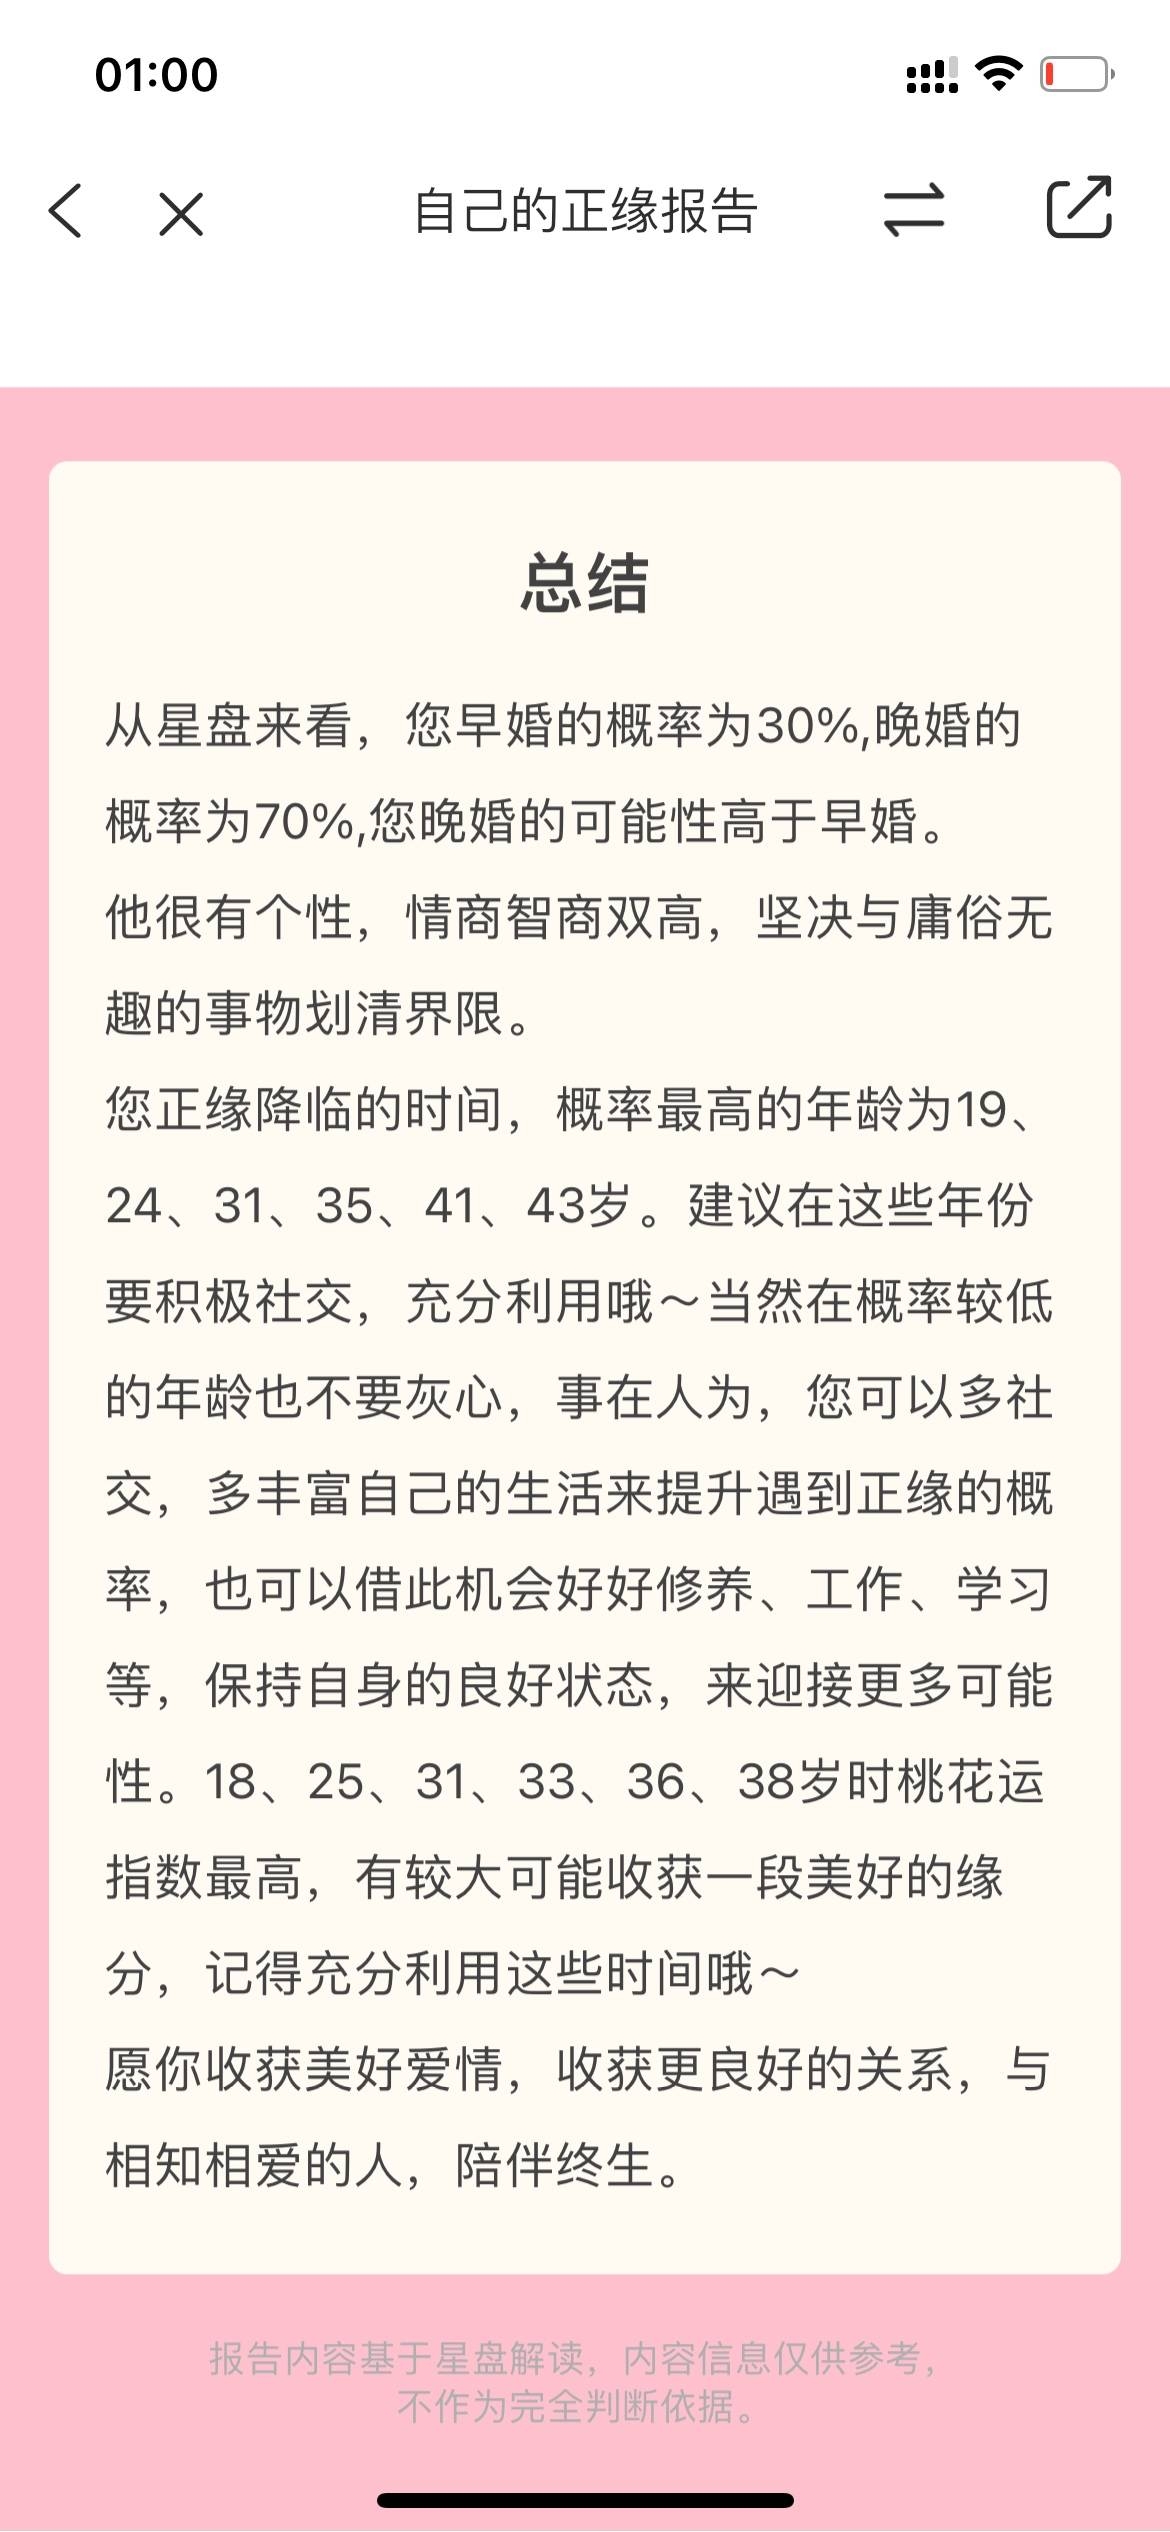 01:00
自己的正缘报告
总结
从星盘来看，您早婚的概率为30%,晚婚的
概率为70%,您晚婚的可能性高于早婚。
他很有个性，情商智商双高，坚决与庸俗无
趣的事物划清界限。
您正缘降临的时间，概率最高的年龄为19、
24、31、35、41、43岁。建议在这些年份
要积极社交，充分利用哦～当然在概率较低
的年龄也不要灰心，事在人为，您可以多社
交，多丰富自己的生活来提升遇到正缘的概
率，也可以借此机会好好修养、工作、学习
等，保持自身的良好状态，来迎接更多可能
性。18、25、31、33、36、38岁时桃花运
指数最高，有较大可能收获一段美好的缘
分，记得充分利用这些时间哦～
愿你收获美好爱情，收获更良好的关系，与
相知相爱的人，陪伴终生。
报告内容基于星盘解读，内容信息仅供参考，
不作为完全判断依据。